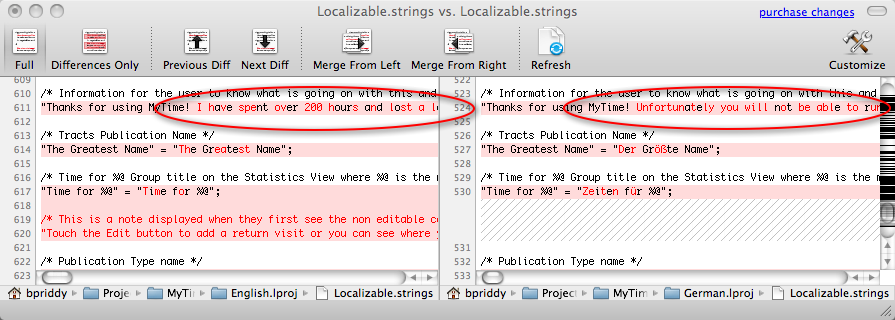 Localizable.strings vs. Localizable.strings
purchase changes
Full
Differences Only
Previous Diff
Next Diff
Merge From Left
Merge From Right
Refresh
Customize
609
610 /* Information for the user to know what is going on with this and
611 "Thanks for using MyTime! I have spent over 200 hours and lost a l
612
613 /* Tracts Publication Name */
614 "The Greatest Name" = "The Greatest Name";
615
616 /* Time for %@ Group title on the Statistics View where %@ is the m
617 "Time for %@" = "Time for %@";
618
619 /* This is a note displayed when they first see the non editable c
620 "Touch the Edit button to add a return visit or you can see where
621
622 /* Publication Type name */
623
522
523 /* Information for the user to know what is going on with this and
524 "Thanks for using MyTime! Unfortunately you will not be able to run
525
526 /* Tracts Publication Name */
527 "The Greatest Name" = "Der Größte Name";
528
529 /* Time for %@ Group title on the Statistics View where %@ is the m
530 "Time for %@" = "Zeiten für %@";
531
532 /* Publication Type name */
533
bpriddy Proje MyTi English.lproj Localizable.strings
bpriddy Project MyTim German.lproj Localizable.strings